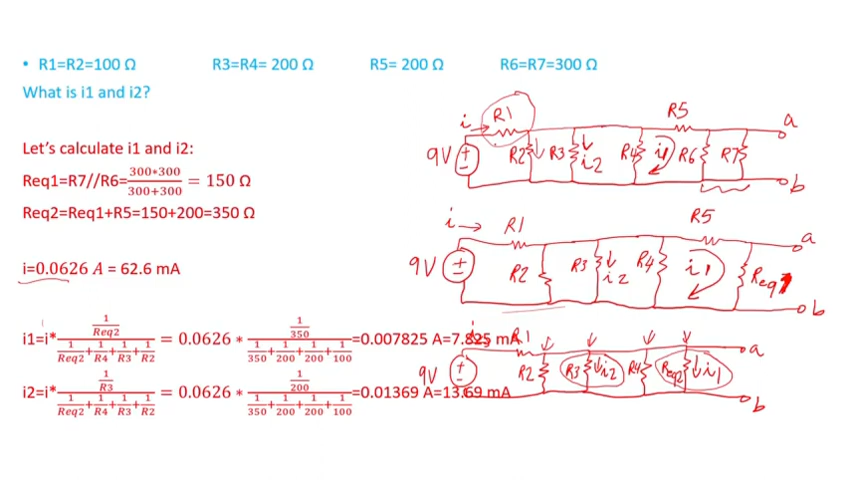 • R1=R2=100 Ω R3=R4= 200 Ω R5= 200 Ω R6=R7=300 Ω
What is i1 and i2?
Let's calculate i1 and i2:
Req1=R7//R6=300∗300/300+300 = 150 Ω
Req2=Req1+R5=150+200=350 Ω
i=0.0626 A = 62.6 mA
i1=i*(1/Req2)/(1/Req2+1/R4+1/R3+1/R2) = 0.0626 ∗ (1/350)/(1/350+1/200+1/200+1/100)=0.007825 A=7.825 mA
i2=i*(1/R3)/(1/Req2+1/R4+1/R3+1/R2) = 0.0626 ∗ (1/200)/(1/350+1/200+1/200+1/100)=0.01369 A=13.69 mA
i R1 R5 a
9V R2 R3 i2 R4 i1 R6 R7
b
i R1 R5 a
9V R2 R3 i2 R4 i1 Req1
b
R1 a
9V R2 R3 i2 R4 Req2 i1
b